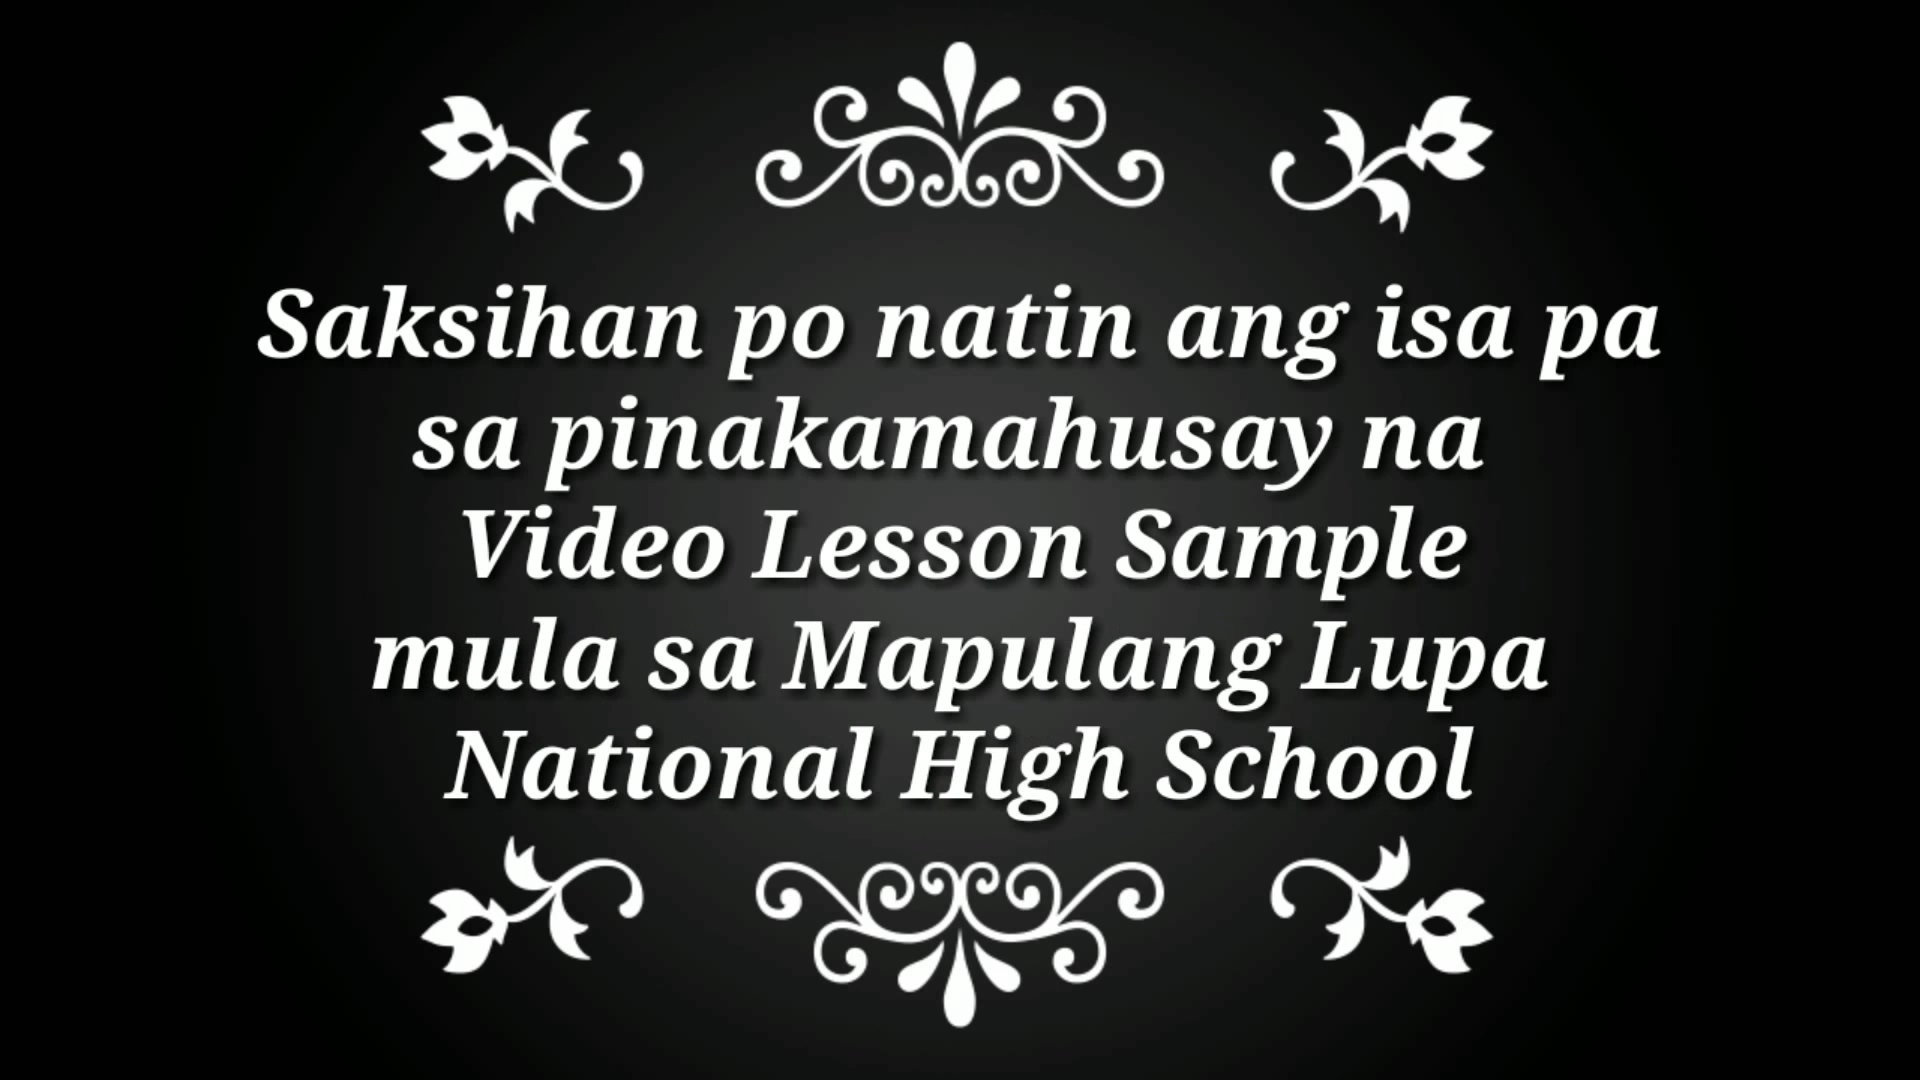 Saksihan po natin ang isa pa
sa pinakamahusay na
Video Lesson Sample
mula sa Mapulang Lupa
National High School